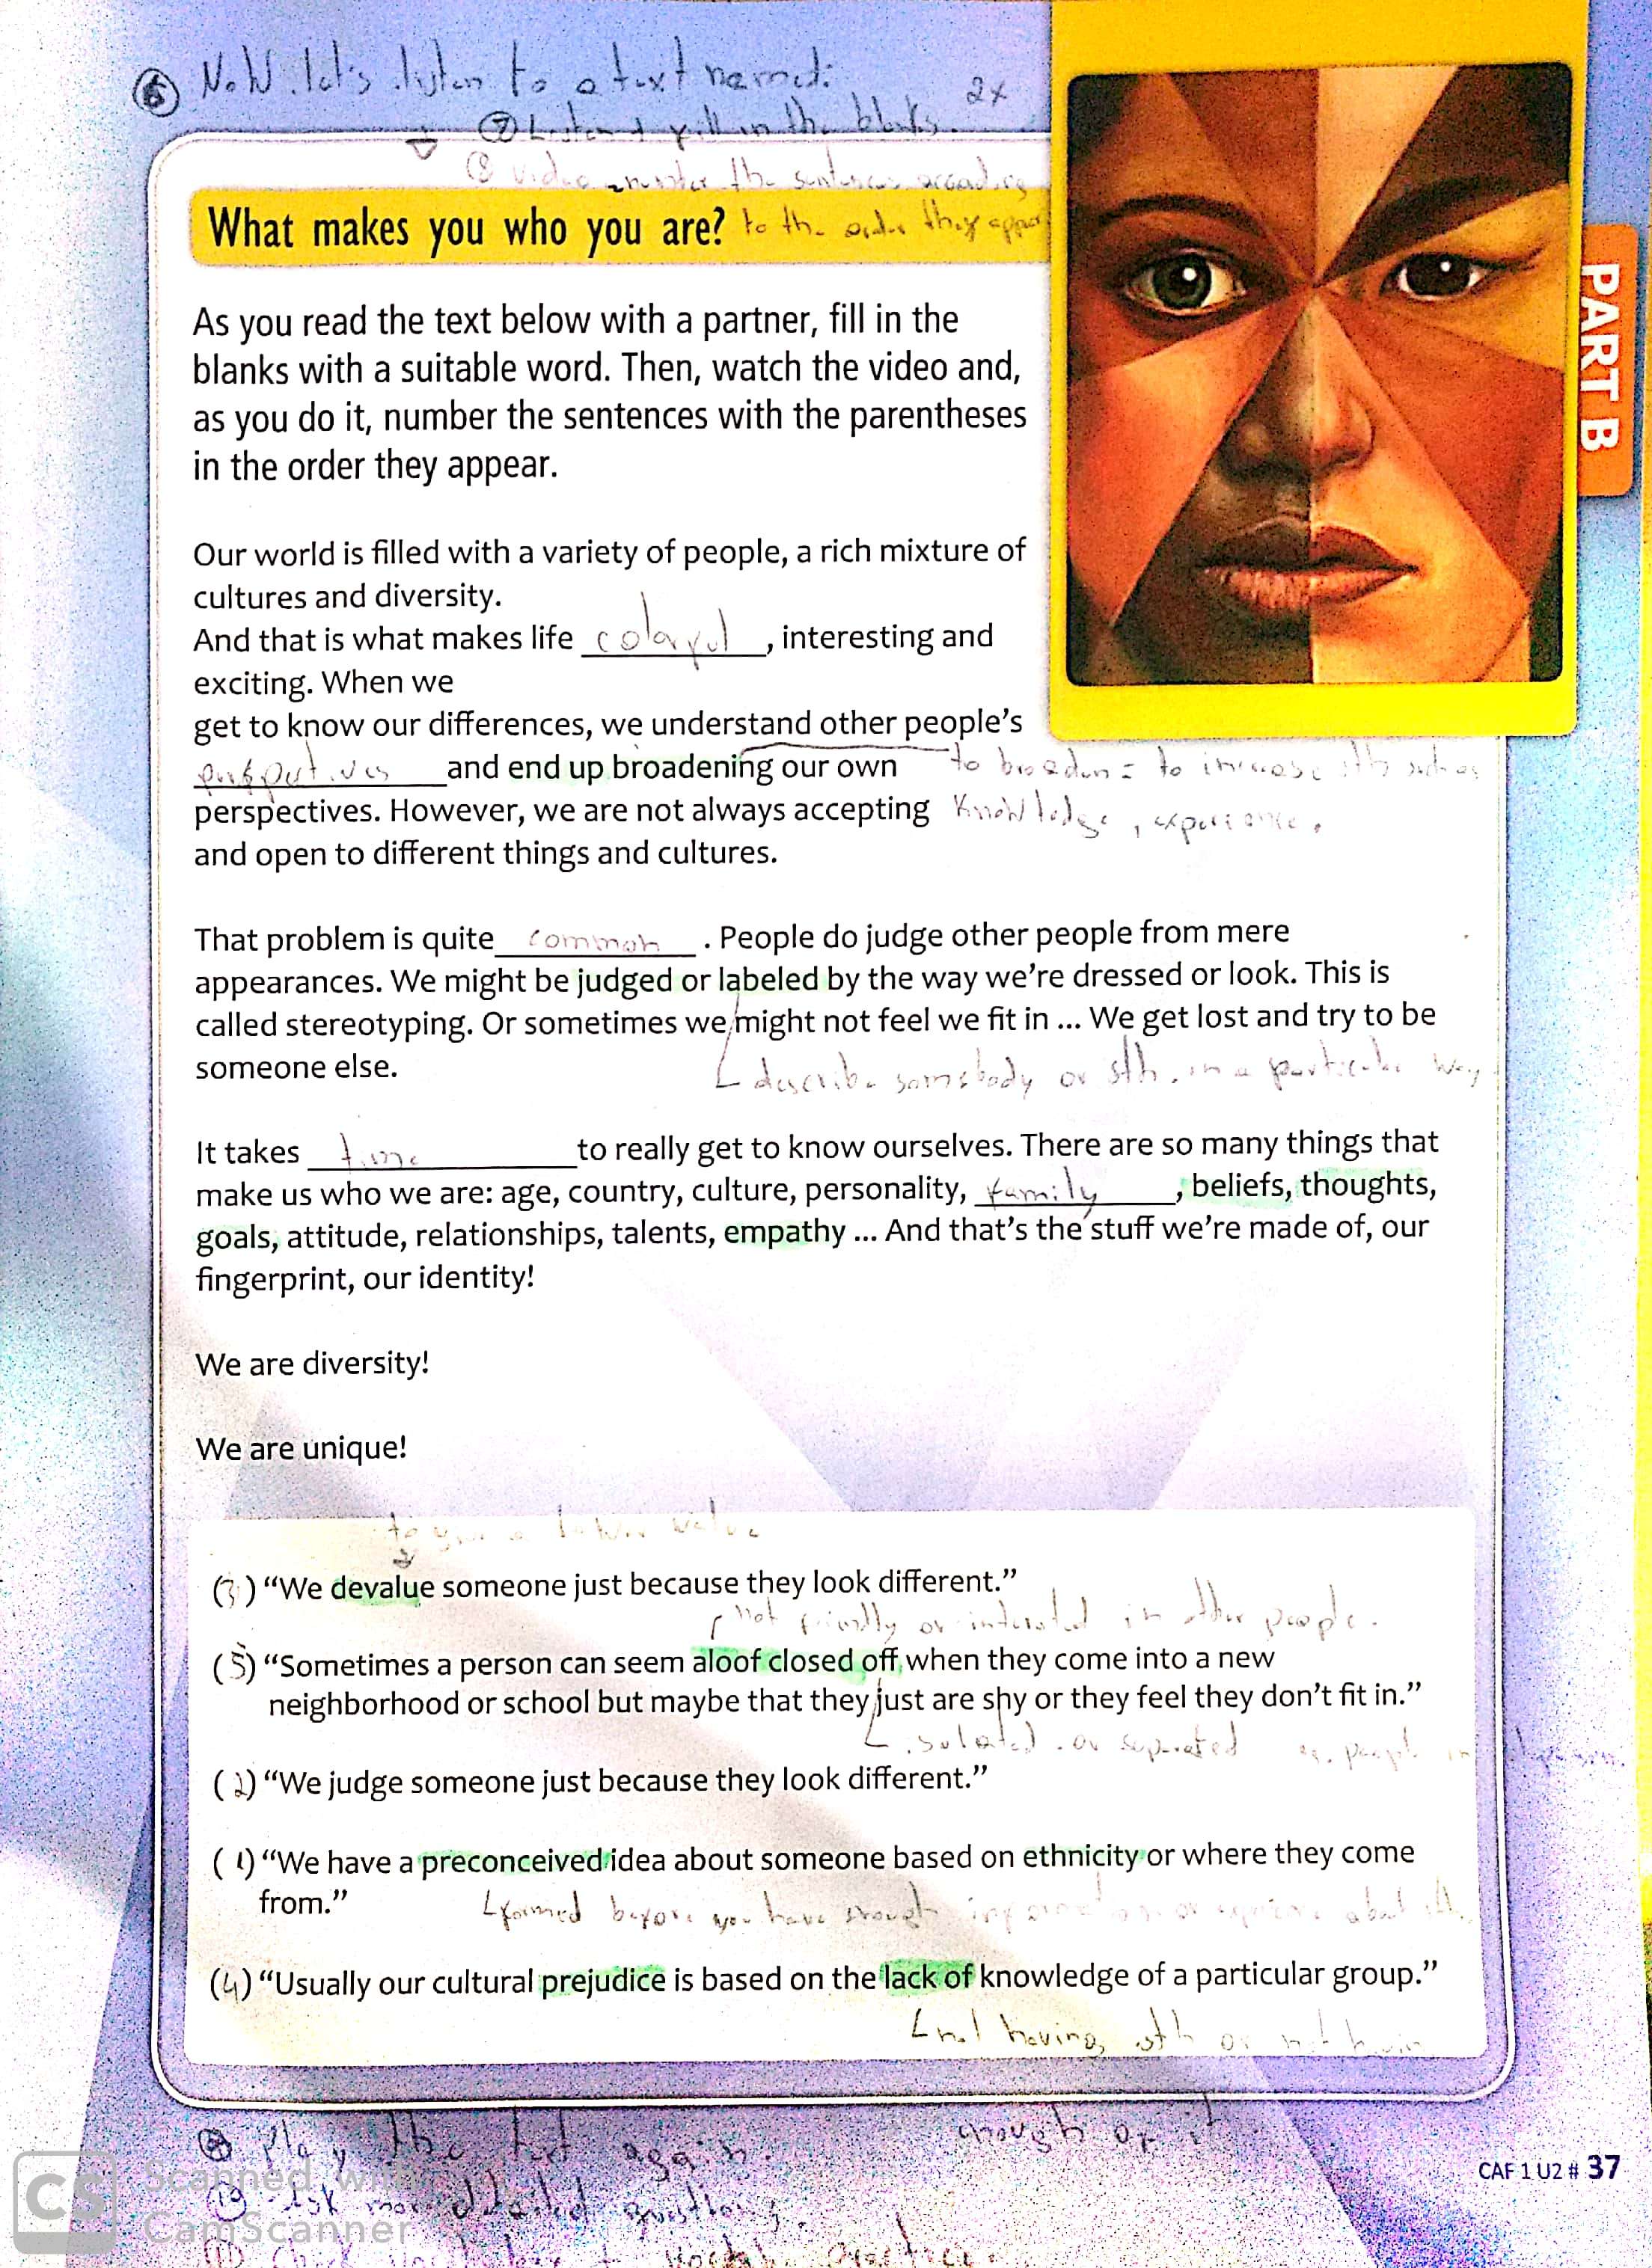 6 Now. let's listen to a text named: 2x
7 Listen & fill in the blanks.
8 Video number the sentences according
What makes you who you are? to the order they appear
PART B
As you read the text below with a partner, fill in the
blanks with a suitable word. Then, watch the video and,
as you do it, number the sentences with the parentheses
in the order they appear.
Our world is filled with a variety of people, a rich mixture of
cultures and diversity.
And that is what makes life colorful, interesting and
exciting. When we
get to know our differences, we understand other people's
perspectives and end up broadening our own to broaden = to increase sth such as
perspectives. However, we are not always accepting knowledge, experience.
and open to different things and cultures.
That problem is quite common. People do judge other people from mere
appearances. We might be judged or labeled by the way we're dressed or look. This is
called stereotyping. Or sometimes we might not feel we fit in ... We get lost and try to be
someone else. describe somebody or sth. in a particular way
It takes time to really get to know ourselves. There are so many things that
make us who we are: age, country, culture, personality, family, beliefs, thoughts,
goals, attitude, relationships, talents, empathy ... And that's the stuff we're made of, our
fingerprint, our identity!
We are diversity!
We are unique!
to give a lower value
(3) "We devalue someone just because they look different."
not friendly or interested in other people.
(5) "Sometimes a person can seem aloof closed off when they come into a new
neighborhood or school but maybe that they just are shy or they feel they don't fit in."
isolated or separated eg. people in
(2) "We judge someone just because they look different."
(1) "We have a preconceived idea about someone based on ethnicity or where they come
from." formed before you have enough information or experience about sth
(4) "Usually our cultural prejudice is based on the lack of knowledge of a particular group."
not having sth or not having
enough of it
Play the text again.
10 Ask more detailed questions.
11 Check
Practice
CAF 1 U2 # 37
CS Scanned with
CamScanner